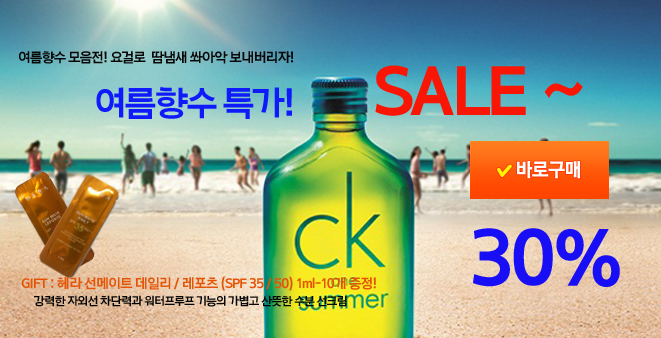 여름향수 모음전! 요걸로 땀냄새 쏴아악 보내버리자!
여름향수 특가!
SALE ~
바로구매
ck
30%
GIFT : 헤라 선메이트 데일리 / 레포츠 (SPF 35 / 50) 1ml-10개 증정!
summer
강력한 자외선 차단력과 워터프루프 기능의 가볍고 산뜻한 수분 선크림